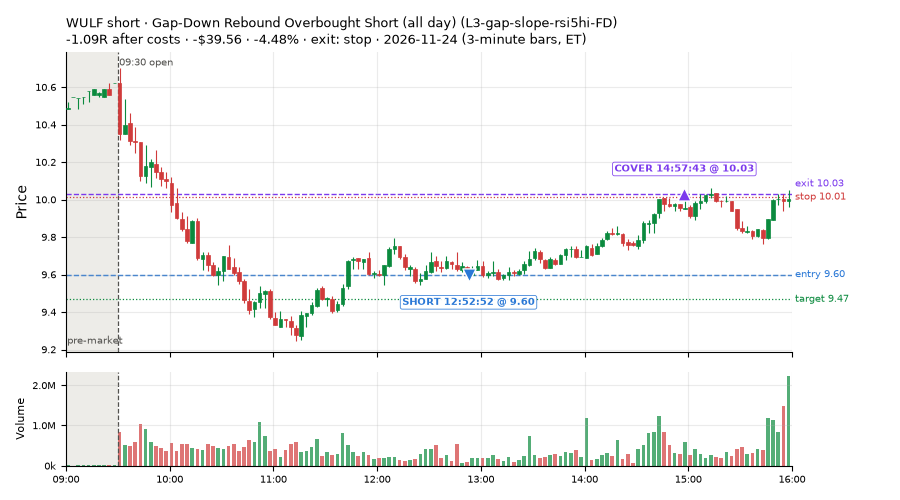 WULF short · Gap-Down Rebound Overbought Short (all day) (L3-gap-slope-rsi5hi-FD)
-1.09R after costs · -$39.56 · -4.48% · exit: stop · 2026-11-24 (3-minute bars, ET)
09:30 open
COVER 14:57:43 @ 10.03
exit 10.03
stop 10.01
entry 9.60
SHORT 12:52:52 @ 9.60
target 9.47
pre-market
Price
10.6
10.4
10.2
10.0
9.8
9.6
9.4
9.2
Volume
2.0M
1.0M
0k
09:00 10:00 11:00 12:00 13:00 14:00 15:00 16:00